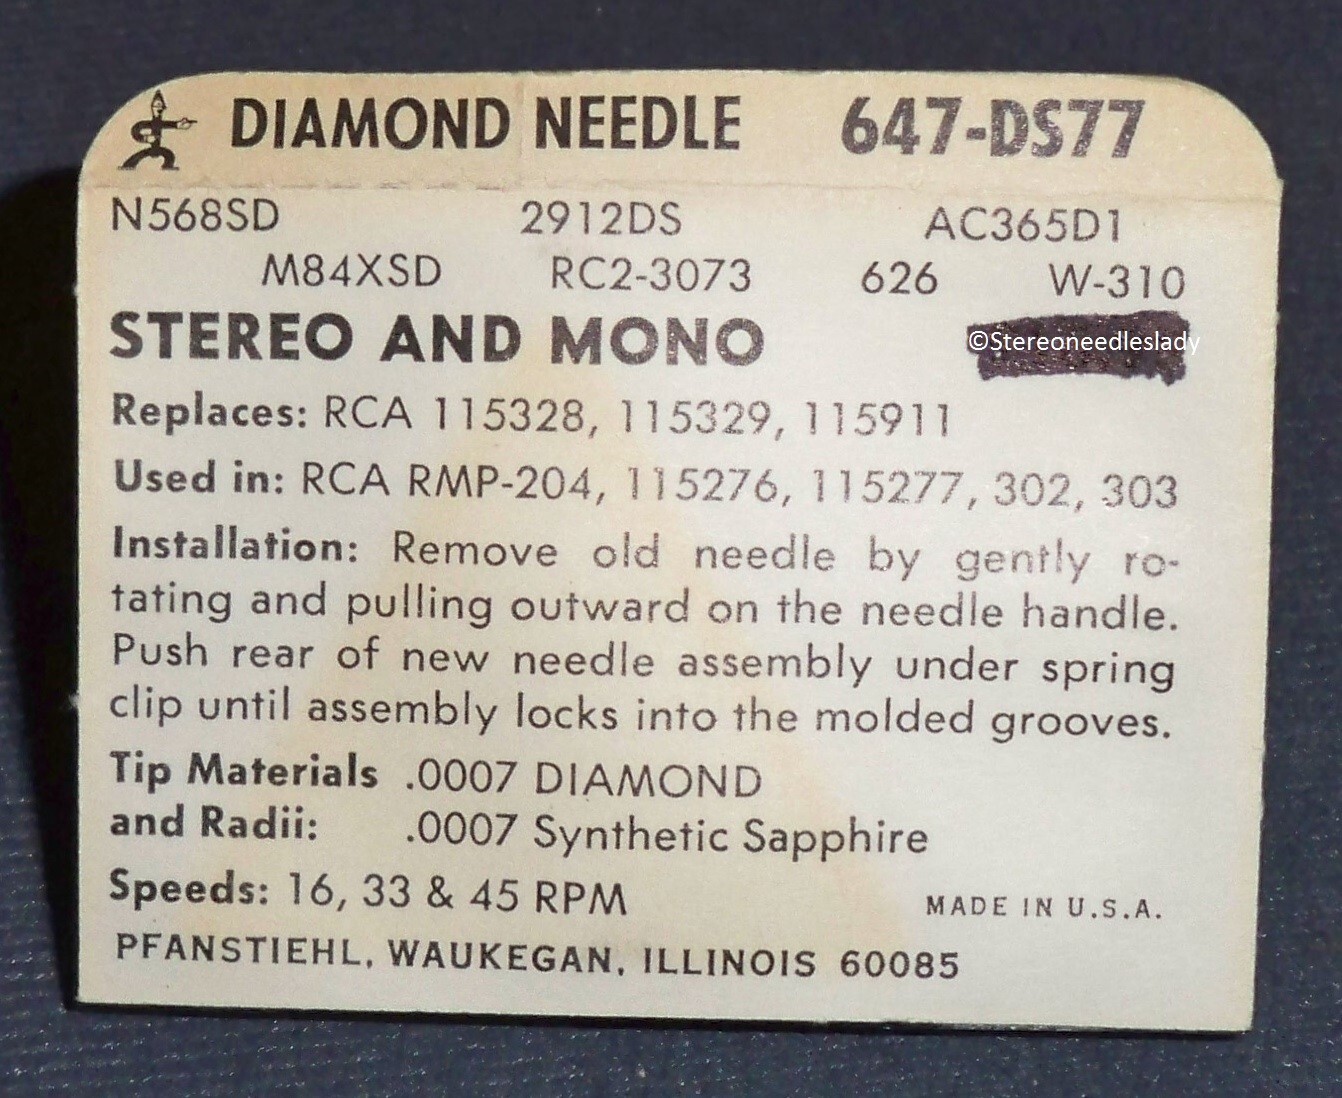 DIAMOND NEEDLE 647-DS77
N568SD 2912DS AC365D1
M84XSD RC2-3073 626 W-310
STEREO AND MONO
©Stereoneedleslady
Replaces: RCA 115328, 115329, 115911
Used in: RCA RMP-204, 115276, 115277, 302, 303
Installation: Remove old needle by gently ro-
tating and pulling outward on the needle handle.
Push rear of new needle assembly under spring
clip until assembly locks into the molded grooves.
Tip Materials .0007 DIAMOND
and Radii: .0007 Synthetic Sapphire
Speeds: 16, 33 & 45 RPM
MADE IN U.S.A.
PFANSTIEHL, WAUKEGAN, ILLINOIS 60085